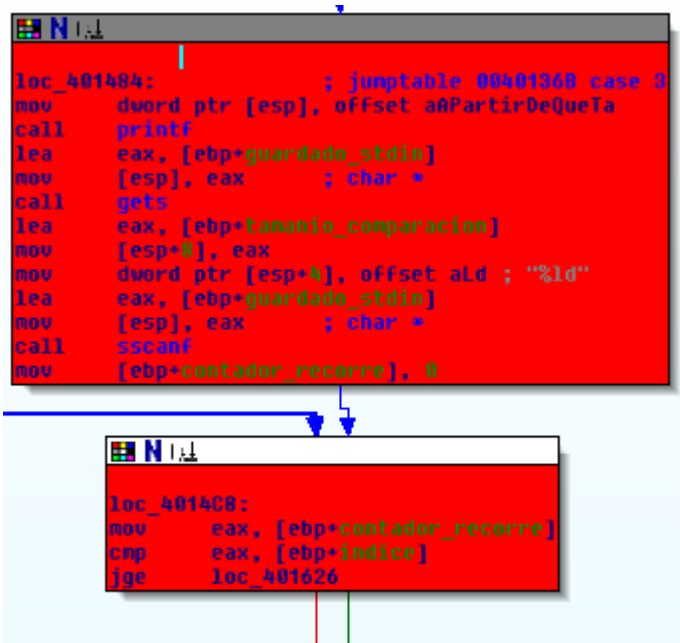 loc_401484: ; jumptable 0040136B case 3
mov dword ptr [esp], offset aAPartirDeQueTa
call printf
lea eax, [ebp+guardado_stdin]
mov [esp], eax ; char *
call gets
lea eax, [ebp+tamanio_comparacion]
mov [esp+8], eax
mov dword ptr [esp+4], offset aLd ; "%ld"
lea eax, [ebp+guardado_stdin]
mov [esp], eax ; char *
call sscanf
mov [ebp+contador_recorre], 0
loc_4014C8:
mov eax, [ebp+contador_recorre]
cmp eax, [ebp+indice]
jge loc_401626